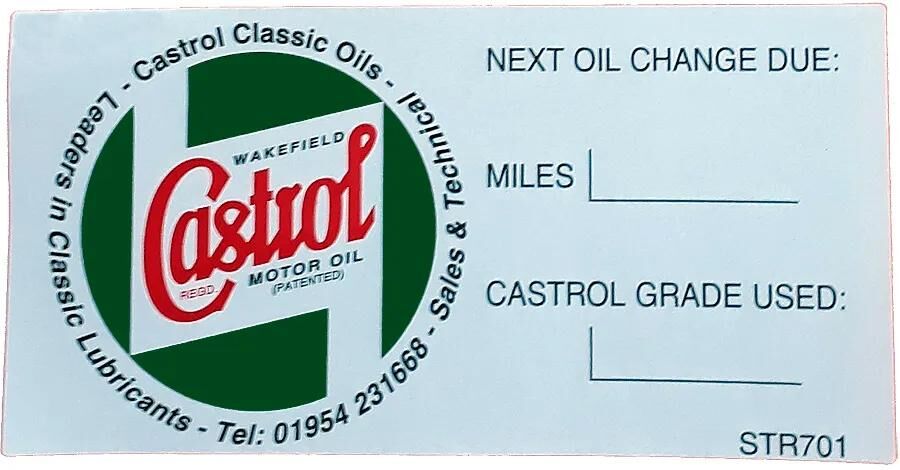 Leaders in Classic Lubricants - Tel: 01954 231668 - Sales & Technical - Castrol Classic Oils -
WAKEFIELD
Castrol
REGD.
MOTOR OIL
(PATENTED)
NEXT OIL CHANGE DUE:
MILES
CASTROL GRADE USED:
STR701